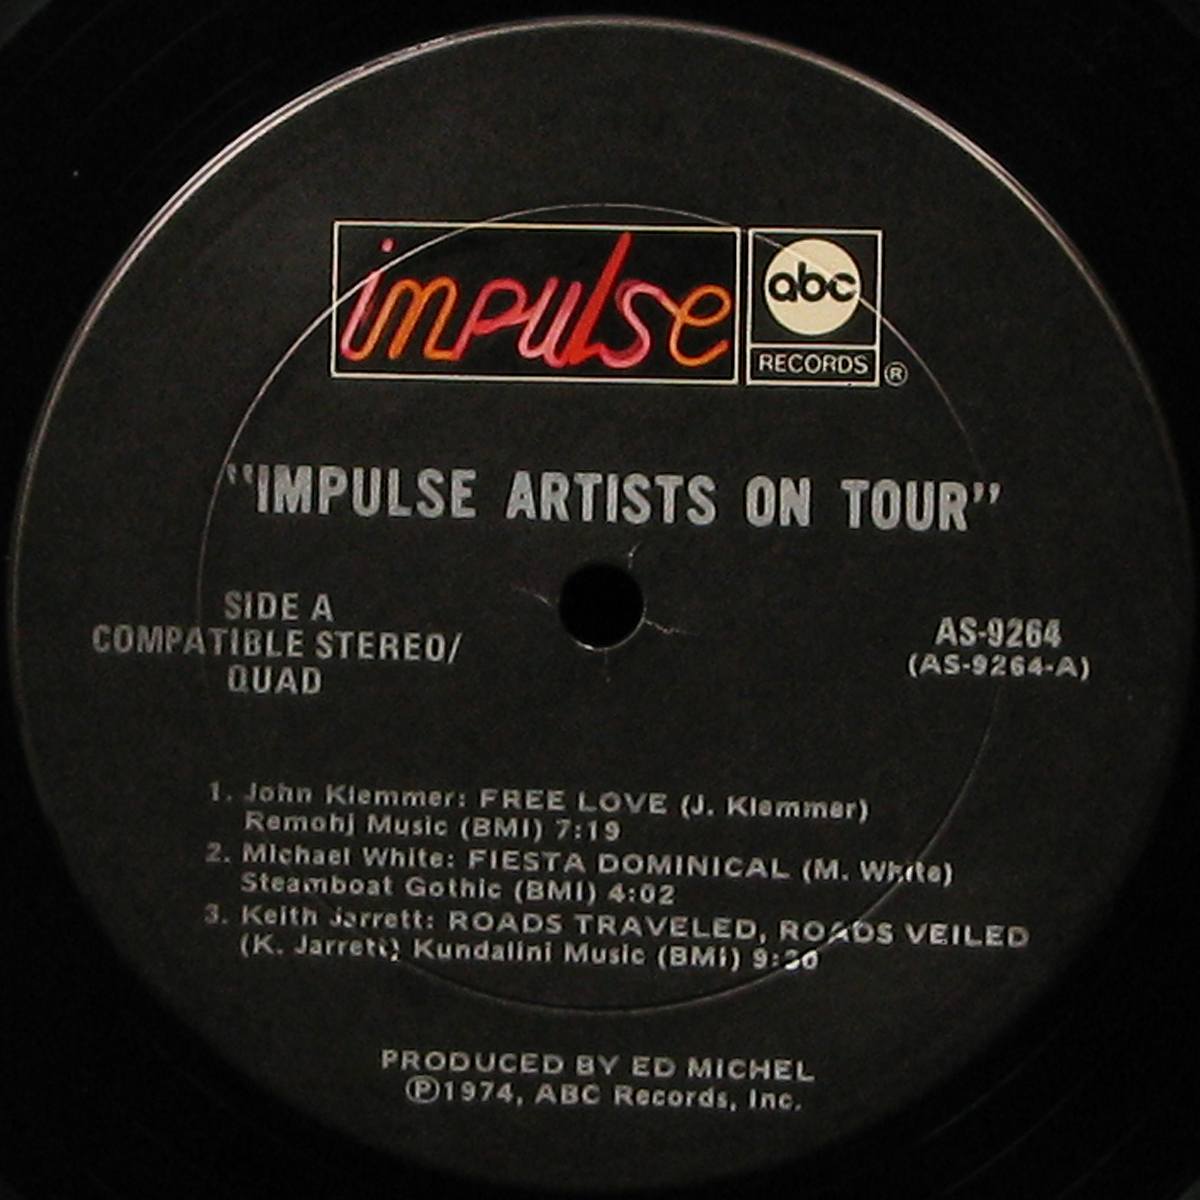 impulse abc
RECORDS ®
"IMPULSE ARTISTS ON TOUR"
SIDE A
COMPATIBLE STEREO/
QUAD
AS-9264
(AS-9264-A)
1. John Klemmer: FREE LOVE (J. Klemmer)
Remohj Music (BMI) 7:19
2. Michael White: FIESTA DOMINICAL (M. White)
Steamboat Gothic (BMI) 4:02
3. Keith Jarrett: ROADS TRAVELED, ROADS VEILED
(K. Jarrett) Kundalini Music (BMI)
PRODUCED BY ED MICHEL
℗1974, ABC Records, Inc.